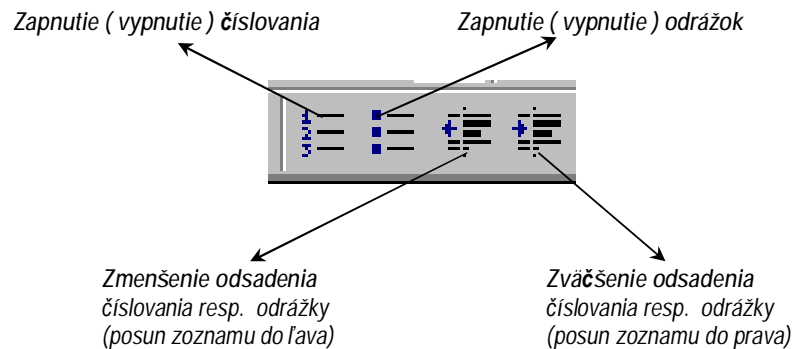 Zapnutie ( vypnutie ) číslovania
Zapnutie ( vypnutie ) odrážok
Zmenšenie odsadenia
číslovania resp. odrážky
(posun zoznamu do ľava)
Zväčšenie odsadenia
číslovania resp. odrážky
(posun zoznamu do prava)